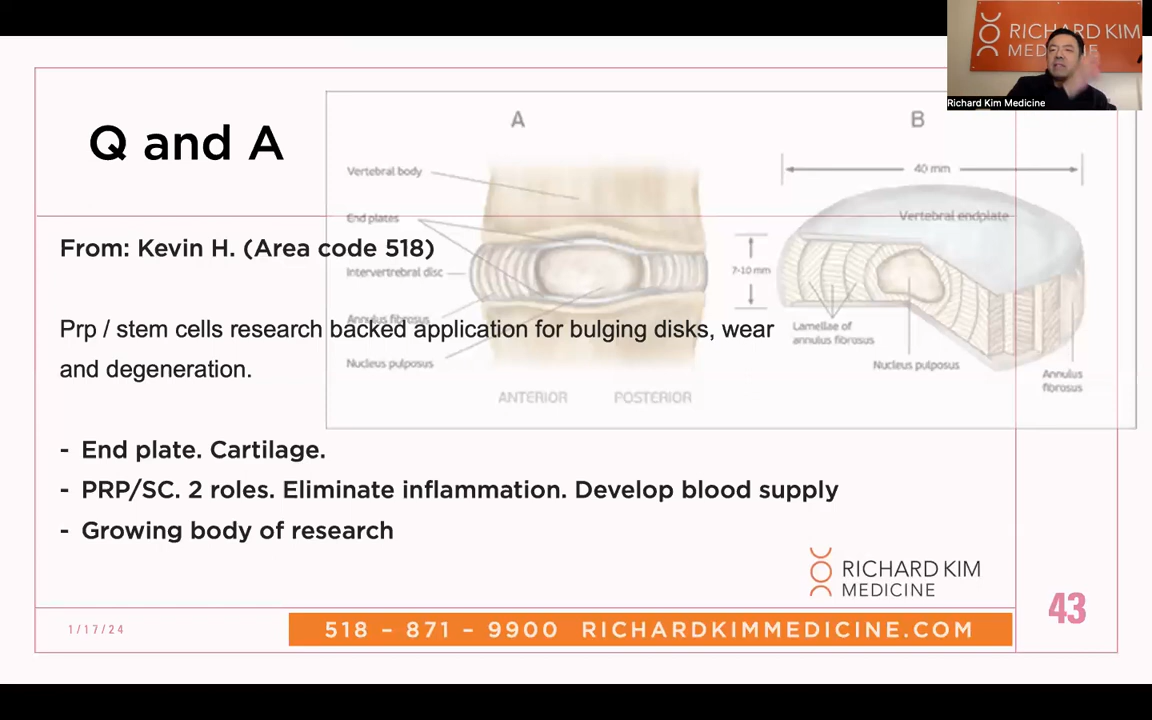 RICHARD KIM
MEDICINE
Richard Kim Medicine
Q and A
A
B
Vertebral body
End plates
Intervertebral disc
Annulus fibrosus
Nucleus pulposus
ANTERIOR
POSTERIOR
40 mm
Vertebral endplate
7-10 mm
Lamellae of
annulus fibrosus
Nucleus pulposus
Annulus
fibrosus
From: Kevin H. (Area code 518)
Prp / stem cells research backed application for bulging disks, wear
and degeneration.
- End plate. Cartilage.
- PRP/SC. 2 roles. Eliminate inflammation. Develop blood supply
- Growing body of research
RICHARD KIM
MEDICINE
1/17/24
518 – 871 – 9900 RICHARDKIMMEDICINE.COM
43